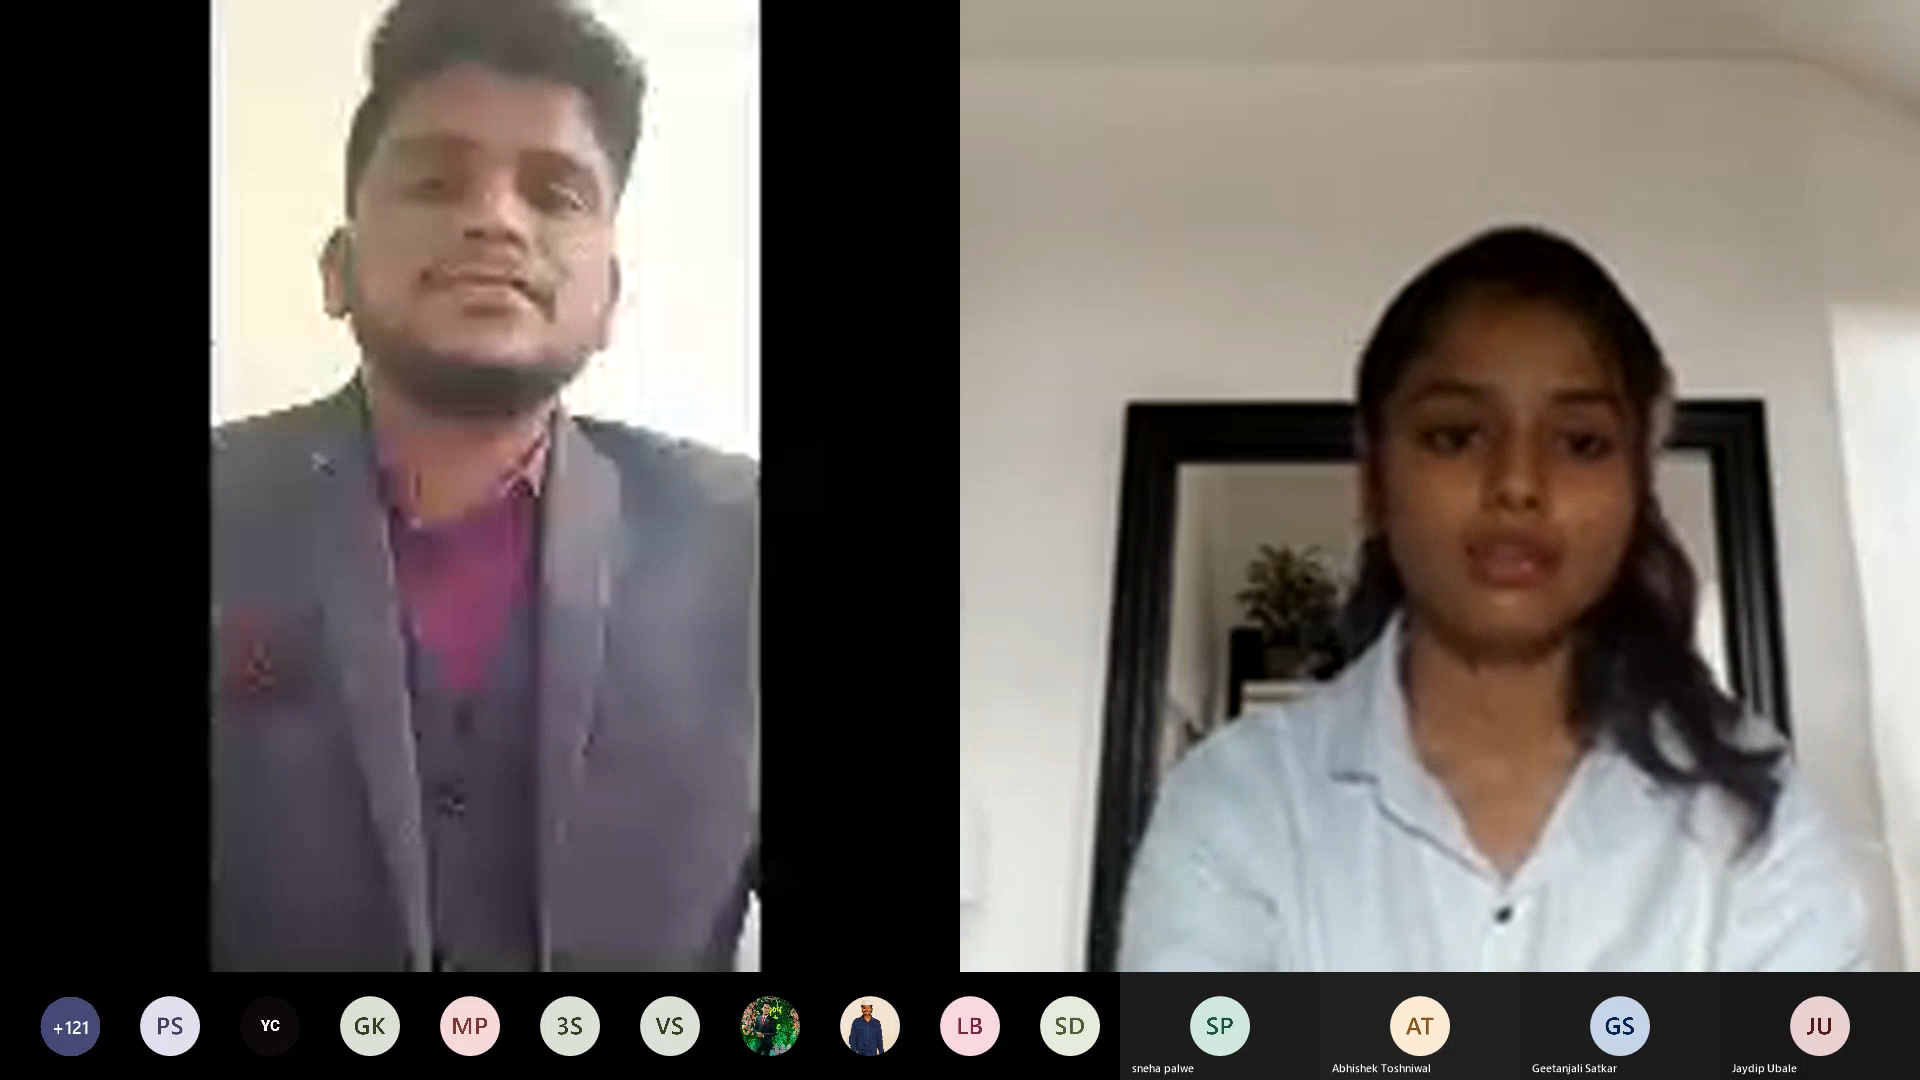 +121
PS
YC
GK
MP
3S
VS
LB
SD
SP
AT
GS
JU
sneha palwe
Abhishek Toshniwal
Geetanjali Satkar
Jaydip Ubale